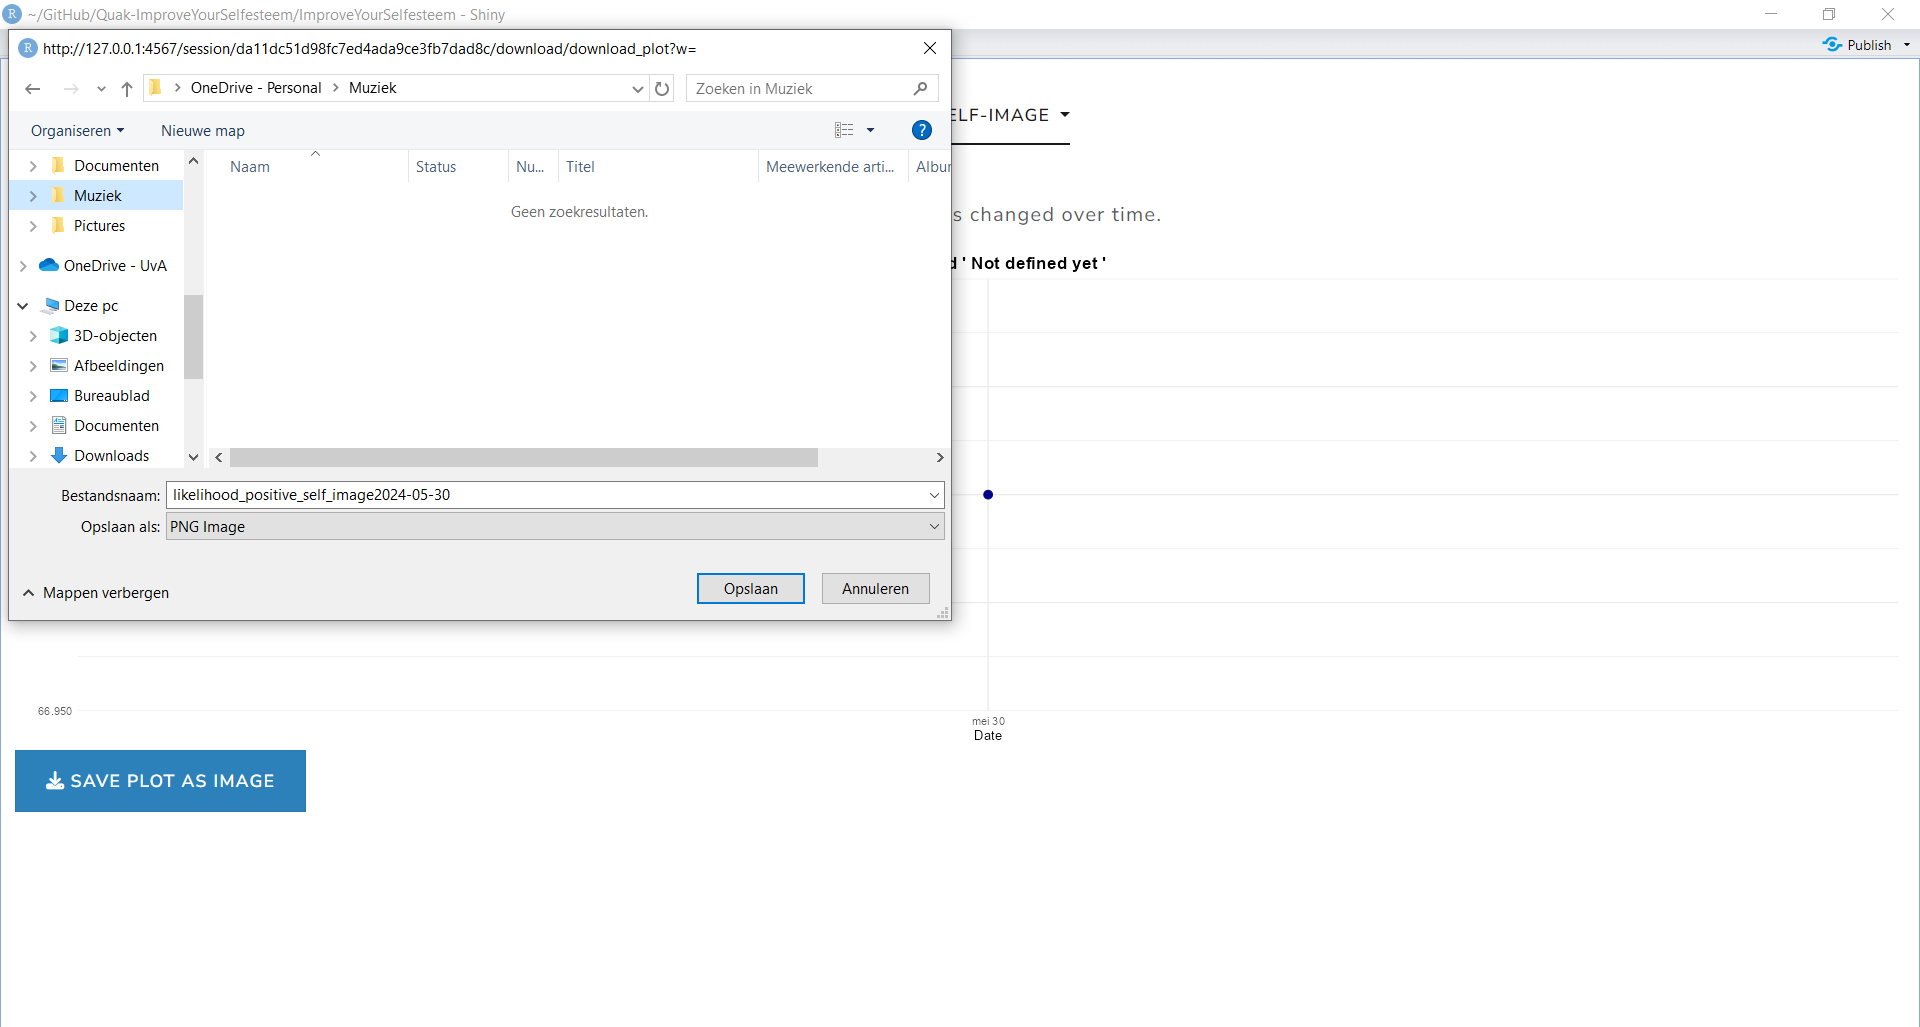 ~/GitHub/Quak-ImproveYourSelfesteem/ImproveYourSelfesteem - Shiny
http://127.0.0.1:4567/session/da11dc51d98fc7ed4ada9ce3fb7dad8c/download/download_plot?w=
Publish
OneDrive - Personal > Muziek
Zoeken in Muziek
Organiseren
Nieuwe map
Naam
Status
Nu...
Titel
Meewerkende arti...
Albur
Geen zoekresultaten.
Documenten
Muziek
Pictures
OneDrive - UvA
Deze pc
3D-objecten
Afbeeldingen
Bureaublad
Documenten
Downloads
Bestandsnaam: likelihood_positive_self_image2024-05-30
Opslaan als: PNG Image
Mappen verbergen
Opslaan
Annuleren
ELF-IMAGE
s changed over time.
d ' Not defined yet '
66.950
mei 30
Date
SAVE PLOT AS IMAGE